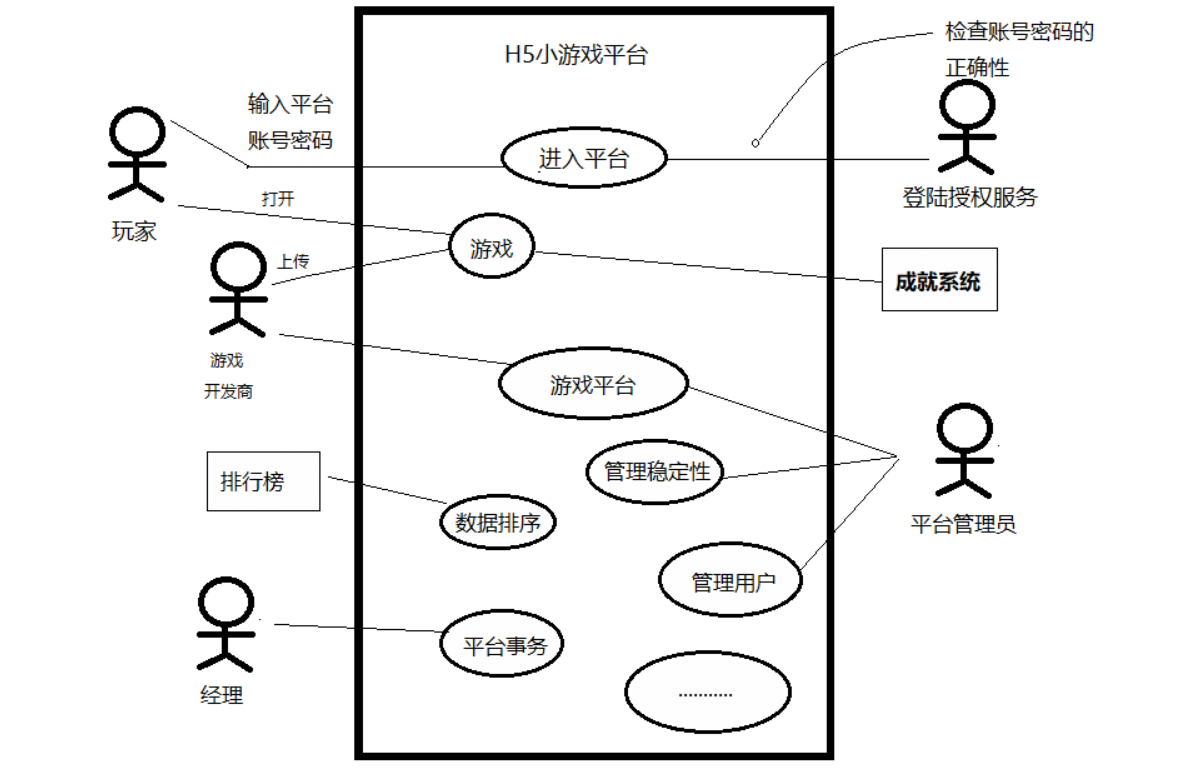 H5小游戏平台
检查账号密码的
正确性
输入平台
账号密码
进入平台
登陆授权服务
玩家
打开
游戏
上传
成就系统
游戏
开发商
游戏平台
管理稳定性
排行榜
数据排序
平台管理员
管理用户
平台事务
经理
...........